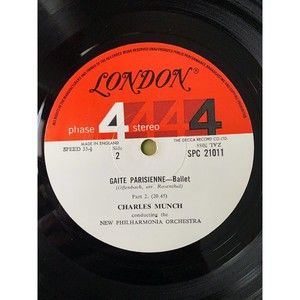 LONDON
phase 4 stereo 4
MADE IN ENGLAND
THE DECCA RECORD CO. LTD.
SPEED 33⅓
Side
2
SPC 21011
GAITE PARISIENNE—Ballet
(Offenbach, arr. Rosenthal)
Part 2. (20.45)
CHARLES MUNCH
conducting the
NEW PHILHARMONIA ORCHESTRA